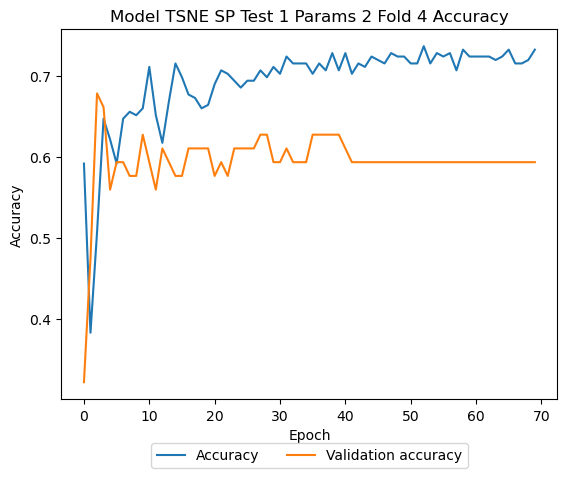 Model TSNE SP Test 1 Params 2 Fold 4 Accuracy
Accuracy
0.7
0.6
0.5
0.4
0 10 20 30 40 50 60 70
Epoch
Accuracy Validation accuracy